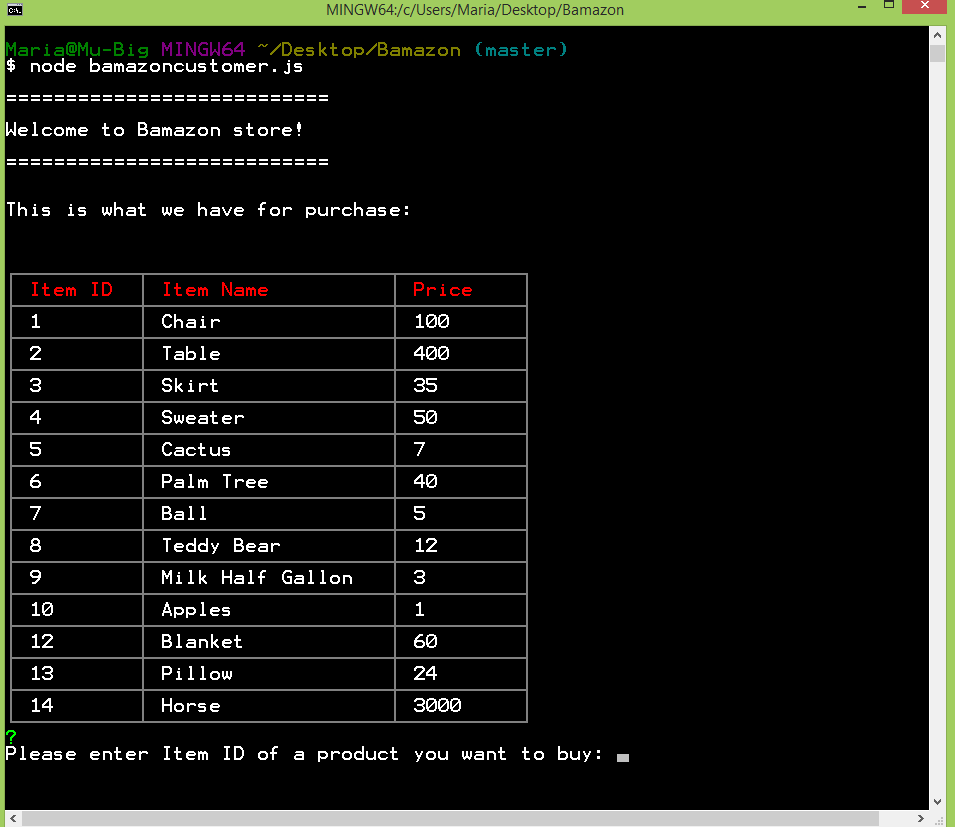 MINGW64:/c/Users/Maria/Desktop/Bamazon
Maria@Mu-Big MINGW64 ~/Desktop/Bamazon (master)
$ node bamazoncustomer.js
===========================
Welcome to Bamazon store!
===========================
This is what we have for purchase:
Item ID Item Name Price
1 Chair 100
2 Table 400
3 Skirt 35
4 Sweater 50
5 Cactus 7
6 Palm Tree 40
7 Ball 5
8 Teddy Bear 12
9 Milk Half Gallon 3
10 Apples 1
12 Blanket 60
13 Pillow 24
14 Horse 3000
?
Please enter Item ID of a product you want to buy: